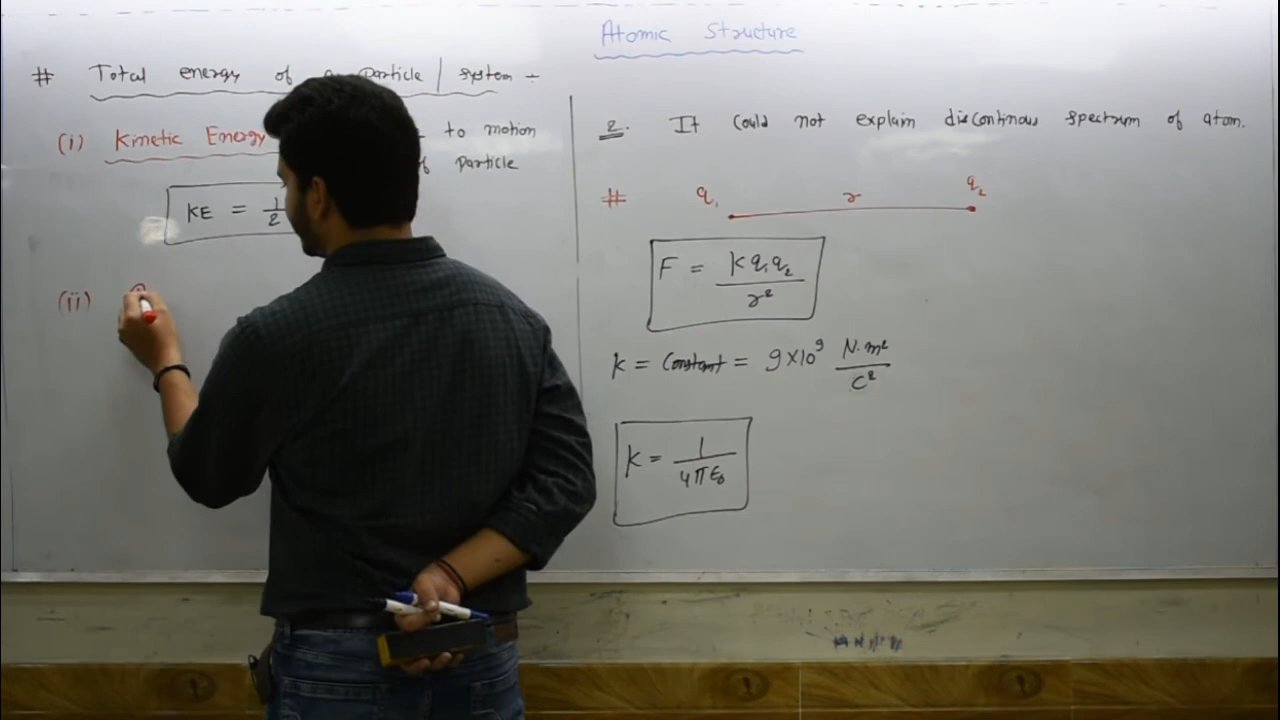 Atomic Structure
# Total energy of Particle | System ÷
(i) Kinetic Energy to motion
of particle
KE = 1/2
(ii)
2. It Could not explain discontinous spectrum of atom.
# q₁ r q₂
F = K q₁ q₂ / r²
K = Constant = 9×10⁹ N·m² / C²
K = 1 / 4πε₀